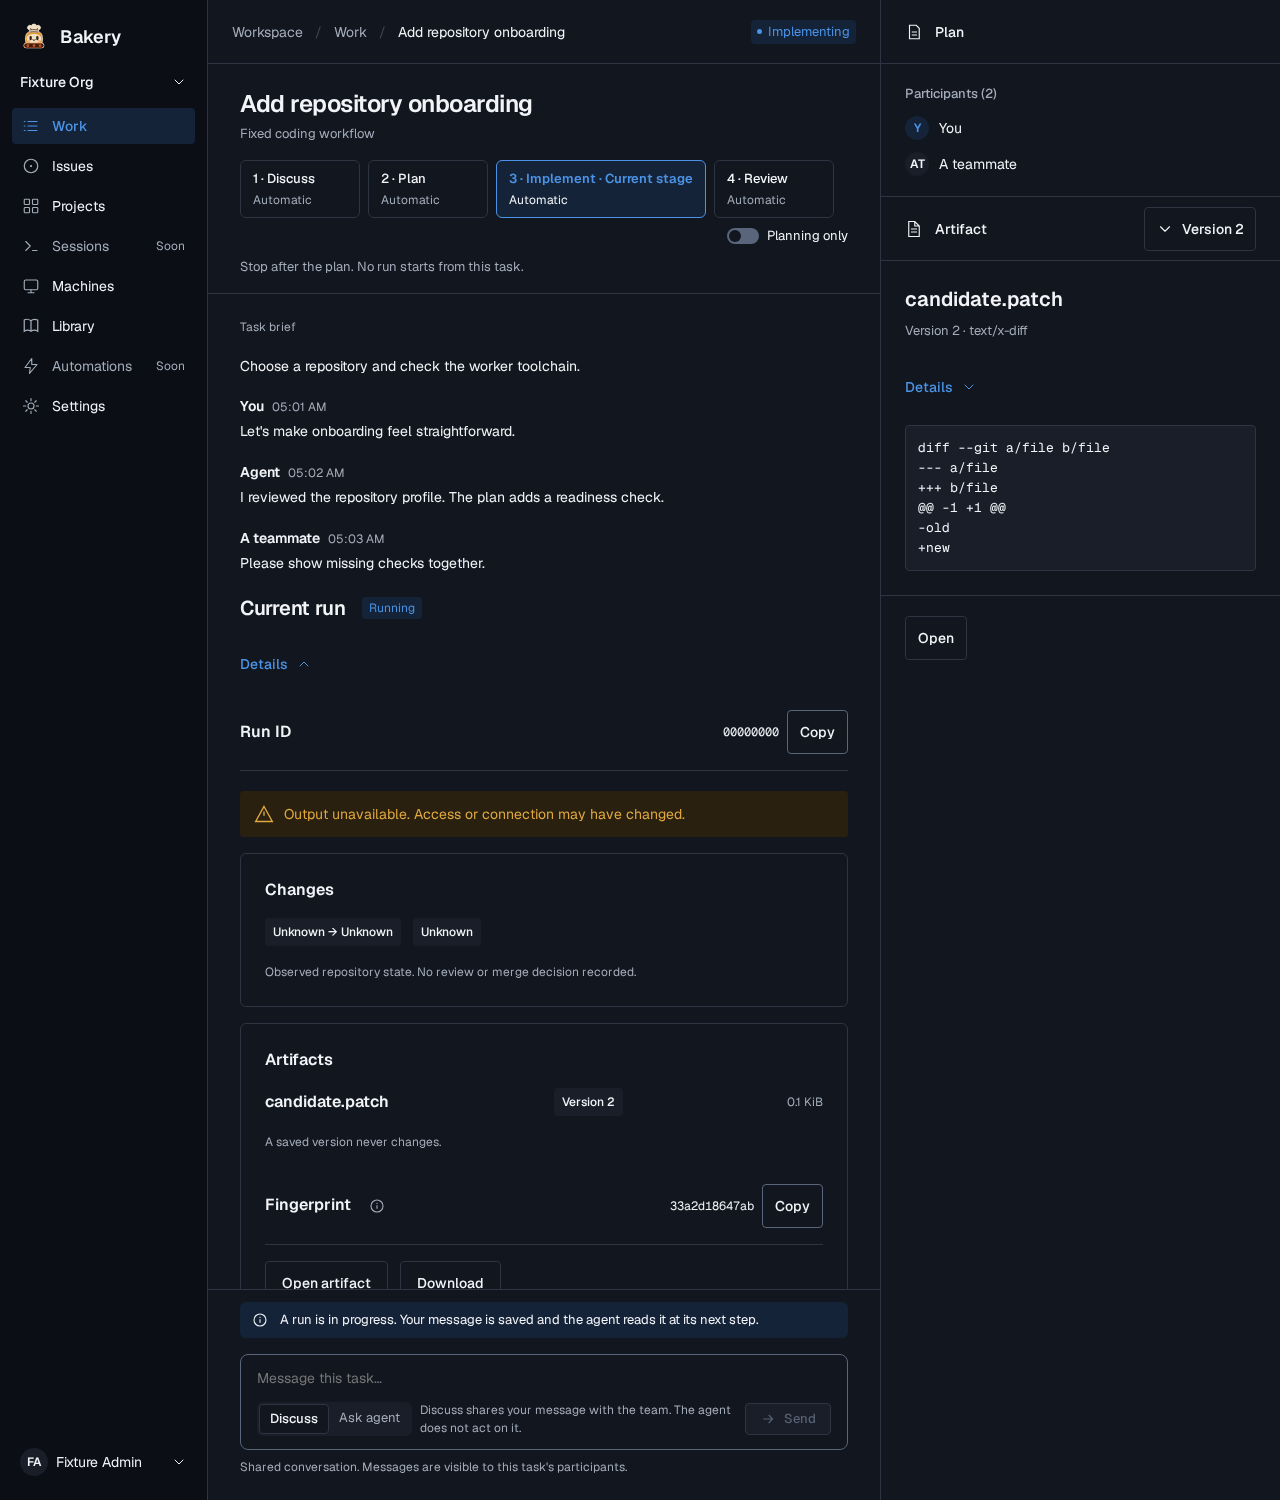 Bakery
Fixture Org
Work
Issues
Projects
Sessions Soon
Machines
Library
Automations Soon
Settings
FA Fixture Admin
Workspace / Work / Add repository onboarding
Implementing
Add repository onboarding
Fixed coding workflow
1 · Discuss
Automatic
2 · Plan
Automatic
3 · Implement · Current stage
Automatic
4 · Review
Automatic
Planning only
Stop after the plan. No run starts from this task.
Task brief
Choose a repository and check the worker toolchain.
You 05:01 AM
Let's make onboarding feel straightforward.
Agent 05:02 AM
I reviewed the repository profile. The plan adds a readiness check.
A teammate 05:03 AM
Please show missing checks together.
Current run Running
Details
Run ID 00000000 Copy
Output unavailable. Access or connection may have changed.
Changes
Unknown → Unknown Unknown
Observed repository state. No review or merge decision recorded.
Artifacts
candidate.patch Version 2 0.1 KiB
A saved version never changes.
Fingerprint 33a2d18647ab Copy
Open artifact Download
A run is in progress. Your message is saved and the agent reads it at its next step.
Message this task...
Discuss Ask agent
Discuss shares your message with the team. The agent
does not act on it.
→ Send
Shared conversation. Messages are visible to this task's participants.
Plan
Participants (2)
Y You
AT A teammate
Artifact Version 2
candidate.patch
Version 2 · text/x-diff
Details
diff --git a/file b/file
--- a/file
+++ b/file
@@ -1 +1 @@
-old
+new
Open